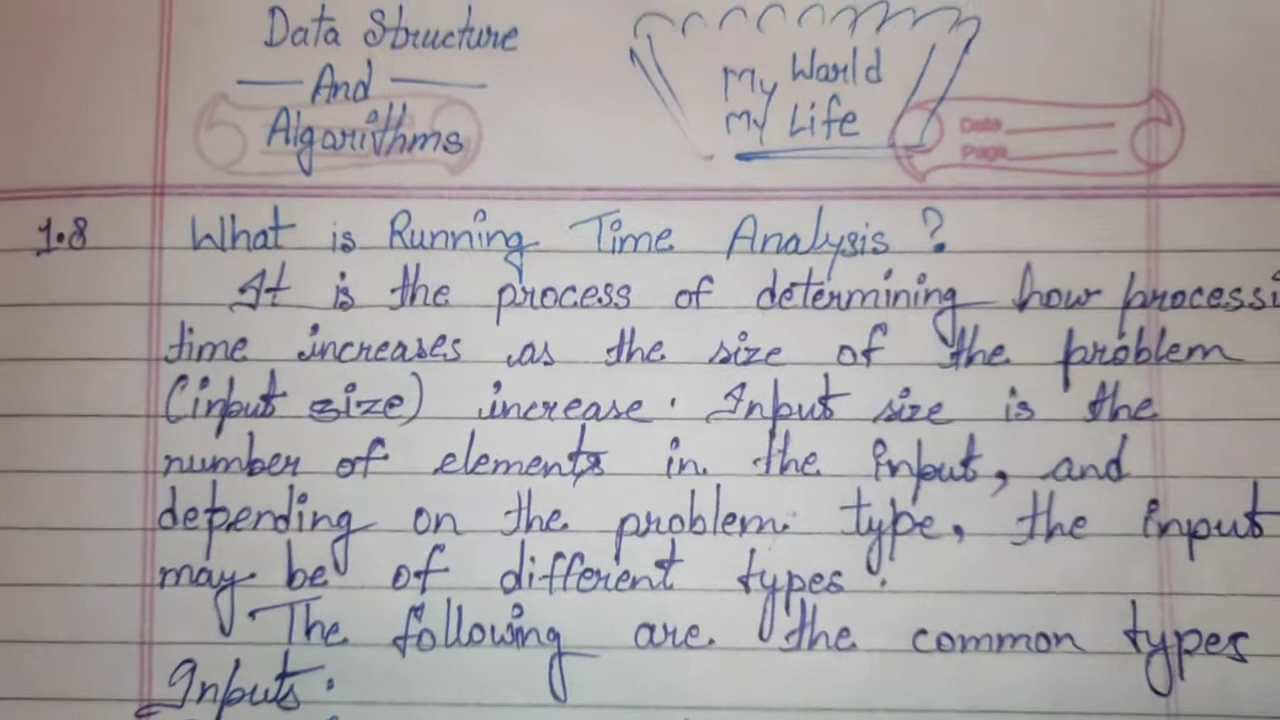 Data Structure
And
Algorithms
My World
My Life
Date
Page
1.8 What is Running Time Analysis?
It is the process of determining how processi
time increases as the size of the problem
(input size) increase. Input size is the
number of elements in the input, and
depending on the problem type, the input
may be of different types.
The following are the common types
Inputs: